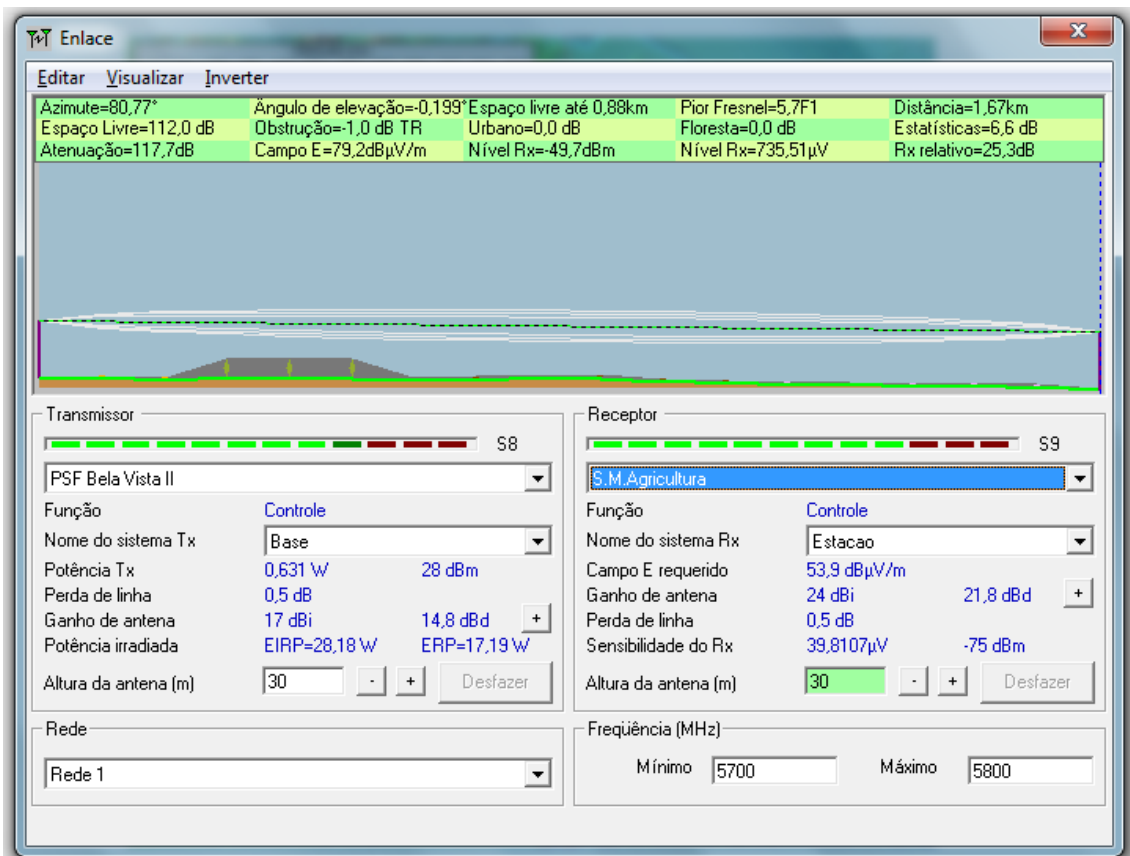 Enlace
Editar Visualizar Inverter
Azimute=80,77° Ângulo de elevação=-0,199° Espaço livre até 0,88km Pior Fresnel=5,7F1 Distância=1,67km
Espaço Livre=112,0 dB Obstrução=-1,0 dB TR Urbano=0,0 dB Floresta=0,0 dB Estatísticas=6,6 dB
Atenuação=117,7dB Campo E=79,2dBµV/m Nível Rx=-49,7dBm Nível Rx=735,51µV Rx relativo=25,3dB
Transmissor
S8
PSF Bela Vista II
Função Controle
Nome do sistema Tx Base
Potência Tx 0,631 W 28 dBm
Perda de linha 0,5 dB
Ganho de antena 17 dBi 14,8 dBd +
Potência irradiada EIRP=28,18 W ERP=17,19 W
Altura da antena (m) 30 - + Desfazer
Receptor
S9
S.M.Agricultura
Função Controle
Nome do sistema Rx Estacao
Campo E requerido 53,9 dBµV/m
Ganho de antena 24 dBi 21,8 dBd +
Perda de linha 0,5 dB
Sensibilidade do Rx 39,8107µV -75 dBm
Altura da antena (m) 30 - + Desfazer
Rede
Rede 1
Freqüência (MHz)
Mínimo 5700 Máximo 5800